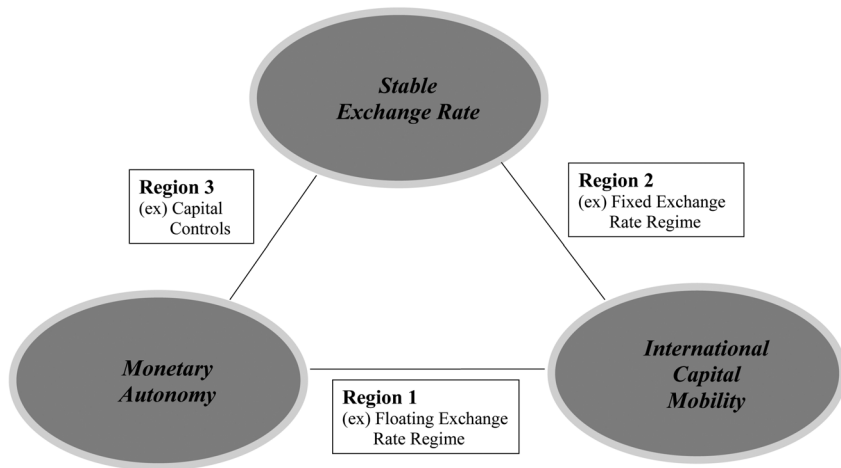 Stable
Exchange Rate
Region 3
(ex) Capital
Controls
Region 2
(ex) Fixed Exchange
Rate Regime
Monetary
Autonomy
International
Capital
Mobility
Region 1
(ex) Floating Exchange
Rate Regime